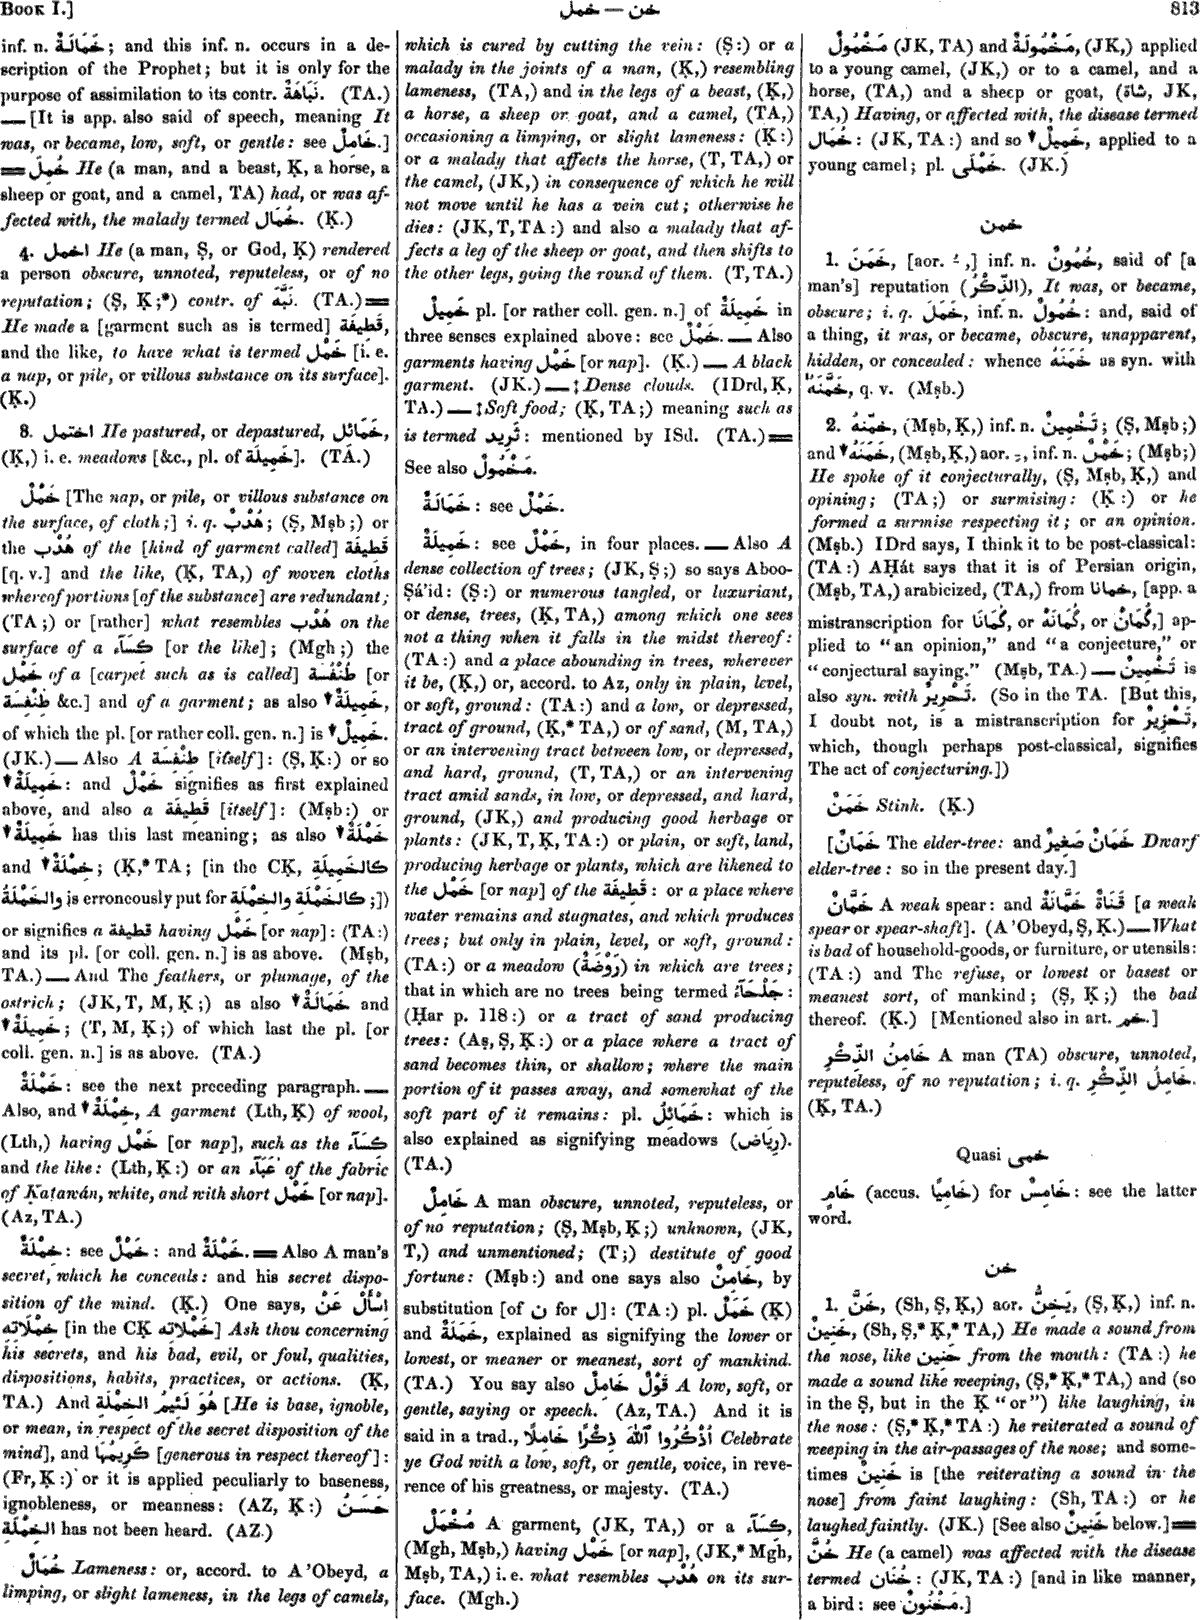 BOOK I.]
خمل — خن
813
inf. n. خَمَالَةٌ; and this inf. n. occurs in a de-
scription of the Prophet; but it is only for the
purpose of assimilation to its contr. نَبَاهَةٌ. (TA.)
— [It is app. also said of speech, meaning It
was, or became, low, soft, or gentle: see خَامِلٌ.]
== خُمِلَ He (a man, and a beast, Ḳ, a horse, a
sheep or goat, and a camel, TA) had, or was af-
fected with, the malady termed خُمَال. (Ḳ.)
4. اخمل He (a man, Ṣ, or God, Ḳ) rendered
a person obscure, unnoted, reputeless, or of no
reputation; (Ṣ, Ḳ;*) contr. of نَبَّهَ. (TA.) ==
He made a [garment such as is termed] قَطِيفَة,
and the like, to have what is termed خَمْل [i. e.
a nap, or pile, or villous substance on its surface].
(Ḳ.)
8. اختمل He pastured, or depastured, خَمَائِل,
(Ḳ,) i. e. meadows [&c., pl. of خَمِيلَة]. (TA.)
خَمْلٌ [The nap, or pile, or villous substance on
the surface, of cloth;] i. q. هُدْبٌ; (Ṣ, Mṣb;) or
the هُدْب of the [kind of garment called] قَطِيفَة
[q. v.] and the like, (Ḳ, TA,) of woven cloths
whereof portions [of the substance] are redundant;
(TA;) or [rather] what resembles هُدْب on the
surface of a كِسَآء [or the like]; (Mgh;) the
خَمْل of a [carpet such as is called] طِنْفِسَة [or
طُنْفُسَة &c.] and of a garment; as also ▼ خَمِيلَةٌ,
of which the pl. [or rather coll. gen. n.] is ▼ خَمِيلٌ.
(JK.) — Also A طِنْفِسَة [itself]: (Ṣ, Ḳ:) or so
▼ خَمِيلَةٌ: and خَمْلٌ signifies as first explained
above, and also a قَطِيفَة [itself]: (Mṣb:) or
▼ خَمِيلَةٌ has this last meaning; as also ▼ خَمْلَةٌ
and ▼ خِمْلَةٌ; (Ḳ,* TA; [in the CḲ, كالخَمِيلَةِ
والخَمْلَةُ is erroneously put for كالخَمْلَةِ والخِمْلَةِ;])
or signifies a قطيفة having خَمْل [or nap]: (TA:)
and its pl. [or coll. gen. n.] is as above. (Mṣb,
TA.) — And The feathers, or plumage, of the
ostrich; (JK, T, M, Ḳ;) as also ▼ خَمَالَةٌ and
▼ خَمِيلَةٌ; (T, M, Ḳ;) of which last the pl. [or
coll. gen. n.] is as above. (TA.)
خَمْلَةٌ: see the next preceding paragraph. —
Also, and ▼ خِمْلَةٌ, A garment (Lth, Ḳ) of wool,
(Lth,) having خَمْل [or nap], such as the كِسَآء
and the like: (Lth, Ḳ:) or an عَبَآء of the fabric
of Ḳaṭawán, white, and with short خَمْل [or nap].
(Az, TA.)
خِمْلَةٌ: see خَمْلٌ: and خَمْلَةٌ. == Also A man's
secret, which he conceals: and his secret dispo-
sition of the mind. (Ḳ.) One says, اسْأَلْ عَنْ
خِمْلَاتِهِ [in the CḲ خَمْلَاتِهِ] Ask thou concerning
his secrets, and his bad, evil, or foul, qualities,
dispositions, habits, practices, or actions. (Ḳ,
TA.) And هُوَ لَئِيمُ الخِمْلَةِ [He is base, ignoble,
or mean, in respect of the secret disposition of the
mind], and كَرِيمُهَا [generous in respect thereof]:
(Fr, Ḳ:) or it is applied peculiarly to baseness,
ignobleness, or meanness: (AZ, Ḳ:) حَسَنُ
الخِمْلَةِ has not been heard. (AZ.)
خُمَالٌ Lameness: or, accord. to A'Obeyd, a
limping, or slight lameness, in the legs of camels,
which is cured by cutting the vein: (Ṣ:) or a
malady in the joints of a man, (Ḳ,) resembling
lameness, (TA,) and in the legs of a beast, (Ḳ,)
a horse, a sheep or goat, and a camel, (TA,)
occasioning a limping, or slight lameness: (Ḳ:)
or a malady that affects the horse, (T, TA,) or
the camel, (JK,) in consequence of which he will
not move until he has a vein cut; otherwise he
dies: (JK, T, TA:) and also a malady that af-
fects a leg of the sheep or goat, and then shifts to
the other legs, going the round of them. (T, TA.)
خَمِيلٌ pl. [or rather coll. gen. n.] of خَمِيلَةٌ in
three senses explained above: see خَمْلٌ. — Also
garments having خَمْل [or nap]. (Ḳ.) — A black
garment. (JK.) — ‡ Dense clouds. (IDrd, Ḳ,
TA.) — ‡ Soft food; (Ḳ, TA;) meaning such as
is termed ثَرِيد: mentioned by ISd. (TA.) ==
See also مَخْمُولٌ.
خَمَالَةٌ: see خَمْلٌ.
خَمِيلَةٌ: see خَمْلٌ, in four places. — Also A
dense collection of trees; (JK, Ṣ;) so says Aboo-
Ṣá'id: (Ṣ:) or numerous tangled, or luxuriant,
or dense, trees, (Ḳ, TA,) among which one sees
not a thing when it falls in the midst thereof:
(TA:) and a place abounding in trees, wherever
it be, (Ḳ,) or, accord. to Az, only in plain, level,
or soft, ground: (TA:) and a low, or depressed,
tract of ground, (Ḳ,* TA,) or of sand, (M, TA,)
or an intervening tract between low, or depressed,
and hard, ground, (T, TA,) or an intervening
tract amid sands, in low, or depressed, and hard,
ground, (JK,) and producing good herbage or
plants: (JK, T, Ḳ, TA:) or plain, or soft, land,
producing herbage or plants, which are likened to
the خَمْل [or nap] of the قَطِيفَة: or a place where
water remains and stagnates, and which produces
trees; but only in plain, level, or soft, ground:
(TA:) or a meadow (رَوْضَةٌ) in which are trees;
that in which are no trees being termed جَلْحَآءُ:
(Ḥar p. 118:) or a tract of sand producing
trees: (Aṣ, Ṣ, Ḳ:) or a place where a tract of
sand becomes thin, or shallow; where the main
portion of it passes away, and somewhat of the
soft part of it remains: pl. خَمَائِلُ: which is
also explained as signifying meadows (رِيَاض).
(TA.)
خَامِلٌ A man obscure, unnoted, reputeless, or
of no reputation; (Ṣ, Mṣb, Ḳ;) unknown, (JK,
T,) and unmentioned; (T;) destitute of good
fortune: (Mṣb:) and one says also خَامِنٌ, by
substitution [of ن for ل]: (TA:) pl. خَمَلٌ (Ḳ)
and خَمَلَةٌ, explained as signifying the lower or
lowest, or meaner or meanest, sort of mankind.
(TA.) You say also قَوْلٌ خَامِلٌ A low, soft, or
gentle, saying or speech. (Az, TA.) And it is
said in a trad., اُذْكُرُوا ٱللّٰهَ ذِكْرًا خَامِلًا Celebrate
ye God with a low, soft, or gentle, voice, in reve-
rence of his greatness, or majesty. (TA.)
مُخْمَلٌ A garment, (JK, TA,) or a كِسَآء,
(Mgh, Mṣb,) having خَمْل [or nap], (JK,* Mgh,
Mṣb, TA,) i. e. what resembles هُدْب on its sur-
face. (Mgh.)
مَخْمُولٌ (JK, TA) and مَخْمُولَةٌ, (JK,) applied
to a young camel, (JK,) or to a camel, and a
horse, (TA,) and a sheep or goat, (شاة, JK,
TA,) Having, or affected with, the disease termed
خُمَال: (JK, TA:) and so ▼ خَمِيلٌ, applied to a
young camel; pl. خَمْلَى. (JK.)
خمن
1. خَمَنَ, [aor. ـُ,] inf. n. خُمُونٌ, said of [a
man's] reputation (الذِّكْرُ), It was, or became,
obscure; i. q. خَمَلَ, inf. n. خُمُولٌ: and, said of
a thing, it was, or became, obscure, unapparent,
hidden, or concealed: whence خَمَنَهُ as syn. with
خَمَّنَهُ, q. v. (Mṣb.)
2. خَمَّنَهُ, (Mṣb, Ḳ,) inf. n. تَخْمِينٌ; (Ṣ, Mṣb;)
and ▼ خَمَنَهُ, (Mṣb, Ḳ,) aor. ـِ, inf. n. خَمْنٌ; (Mṣb;)
He spoke of it conjecturally, (Ṣ, Mṣb, Ḳ,) and
opining; (TA;) or surmising: (Ḳ:) or he
formed a surmise respecting it; or an opinion.
(Mṣb.) IDrd says, I think it to be post-classical:
(TA:) AḤát says that it is of Persian origin,
(Mṣb, TA,) arabicized, (TA,) from خمانا, [app. a
mistranscription for كُمَانَا, or كُمَانَهْ, or كُمَانْ,] ap-
plied to "an opinion," and "a conjecture," or
"conjectural saying." (Mṣb, TA.) — تَخْمِينٌ is
also syn. with تَحْرِيرٌ. (So in the TA. [But this,
I doubt not, is a mistranscription for تَحْزِيرٌ,
which, though perhaps post-classical, signifies
The act of conjecturing.])
خَمَنٌ Stink. (Ḳ.)
[خَمَانٌ The elder-tree: and خَمَانٌ صَغِيرٌ Dwarf
elder-tree: so in the present day.]
خَمَّانٌ A weak spear: and قَنَاةٌ خَمَّانَةٌ [a weak
spear or spear-shaft]. (A'Obeyd, Ṣ, Ḳ.) — What
is bad of household-goods, or furniture, or utensils:
(TA:) and The refuse, or lowest or basest or
meanest sort, of mankind; (Ṣ, Ḳ;) the bad
thereof. (Ḳ.) [Mentioned also in art. خم.]
خَامِنُ الذِّكْرِ A man (TA) obscure, unnoted,
reputeless, of no reputation; i. q. خَامِلُ الذِّكْرِ.
(Ḳ, TA.)
Quasi خمى
خَامٍ (accus. خَامِيًا) for خَامِسٌ: see the latter
word.
خن
1. خَنَّ, (Sh, Ṣ, Ḳ,) aor. يَخِنُّ, (Ṣ, Ḳ,) inf. n.
خَنِينٌ, (Sh, Ṣ,* Ḳ,* TA,) He made a sound from
the nose, like حَنِين from the mouth: (TA:) he
made a sound like weeping, (Ṣ,* Ḳ,* TA,) and (so
in the Ṣ, but in the Ḳ "or") like laughing, in
the nose: (Ṣ,* Ḳ,* TA:) he reiterated a sound of
weeping in the air-passages of the nose; and some-
times خَنِينٌ is [the reiterating a sound in the
nose] from faint laughing: (Sh, TA:) or he
laughed faintly. (JK.) [See also خَنِينٌ below.] ==
خُنَّ He (a camel) was affected with the disease
termed خُنَان: (JK, TA:) [and in like manner,
a bird: see مَخْنُونٌ.]